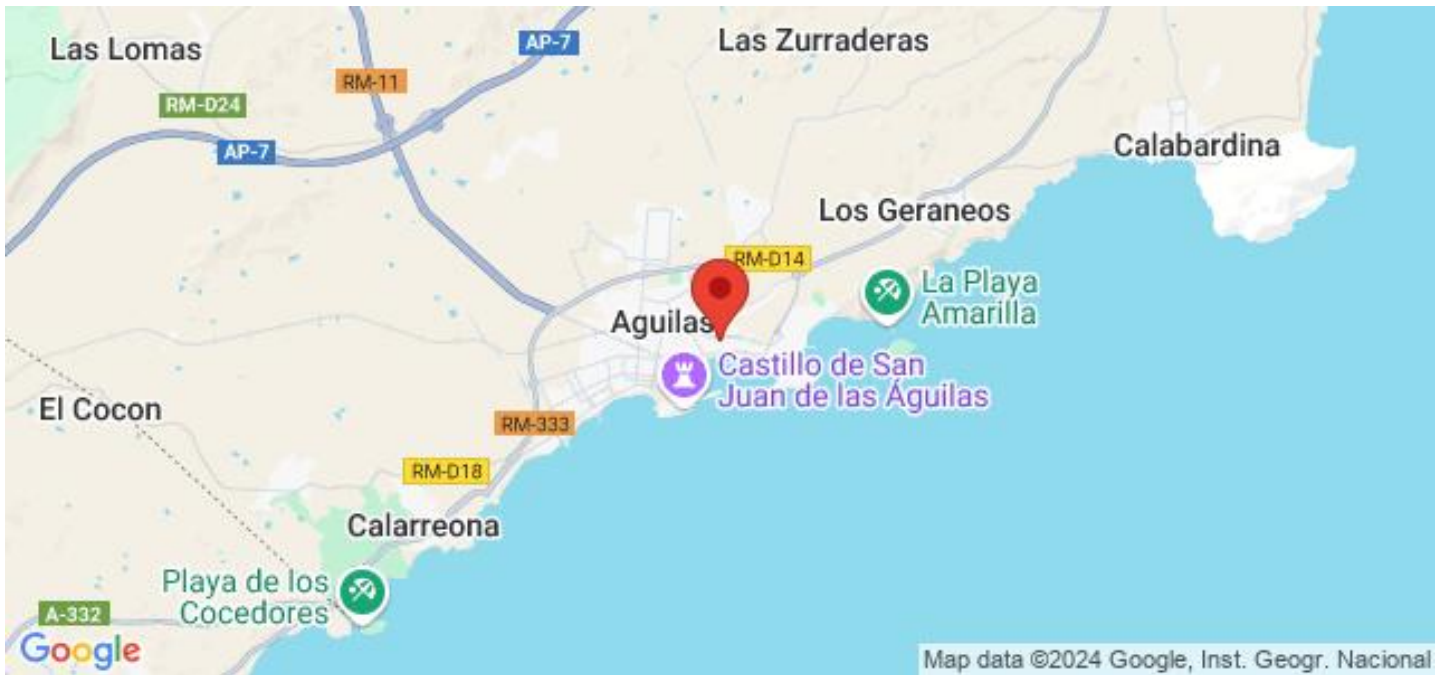 Las Lomas
AP-7
Las Zurraderas
RM-11
RM-D24
AP-7
Calabardina
Los Geraneos
RM-D14
La Playa
Amarilla
Aguilas
Castillo de San
Juan de las Águilas
El Cocon
RM-333
RM-D18
Calarreona
Playa de los
Cocedores
A-332
Google
Map data ©2024 Google, Inst. Geogr. Nacional